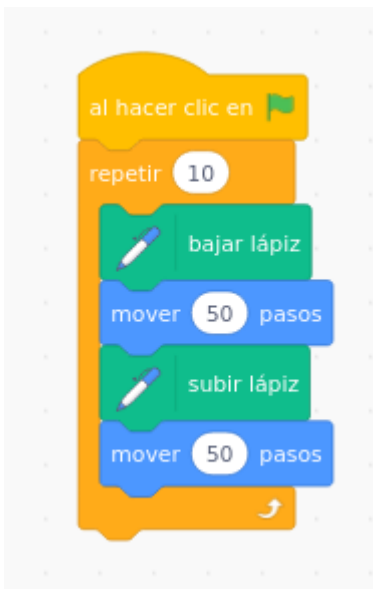 al hacer clic en
repetir 10
bajar lápiz
mover 50 pasos
subir lápiz
mover 50 pasos